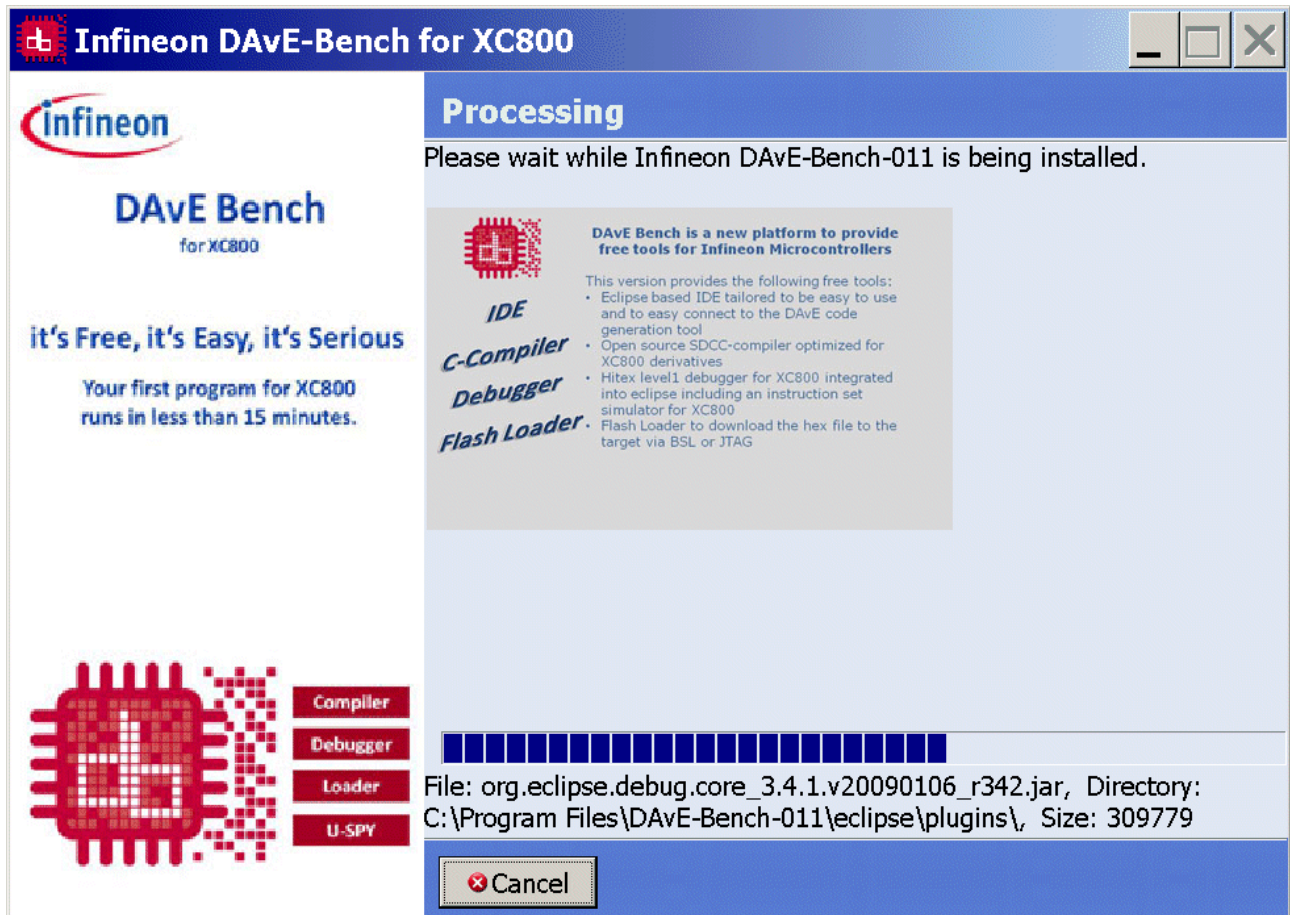 Infineon DAvE-Bench for XC800
infineon
DAvE Bench
for XC800
it's Free, it's Easy, it's Serious
Your first program for XC800
runs in less than 15 minutes.
Compiler
Debugger
Loader
U-SPY
Processing
Please wait while Infineon DAvE-Bench-011 is being installed.
IDE
C-Compiler
Debugger
Flash Loader
DAvE Bench is a new platform to provide
free tools for Infineon Microcontrollers
This version provides the following free tools:
• Eclipse based IDE tailored to be easy to use
and to easy connect to the DAvE code
generation tool
• Open source SDCC-compiler optimized for
XC800 derivatives
• Hitex level1 debugger for XC800 integrated
into eclipse including an instruction set
simulator for XC800
• Flash Loader to download the hex file to the
target via BSL or JTAG
File: org.eclipse.debug.core_3.4.1.v20090106_r342.jar, Directory:
C:\Program Files\DAvE-Bench-011\eclipse\plugins\, Size: 309779
Cancel